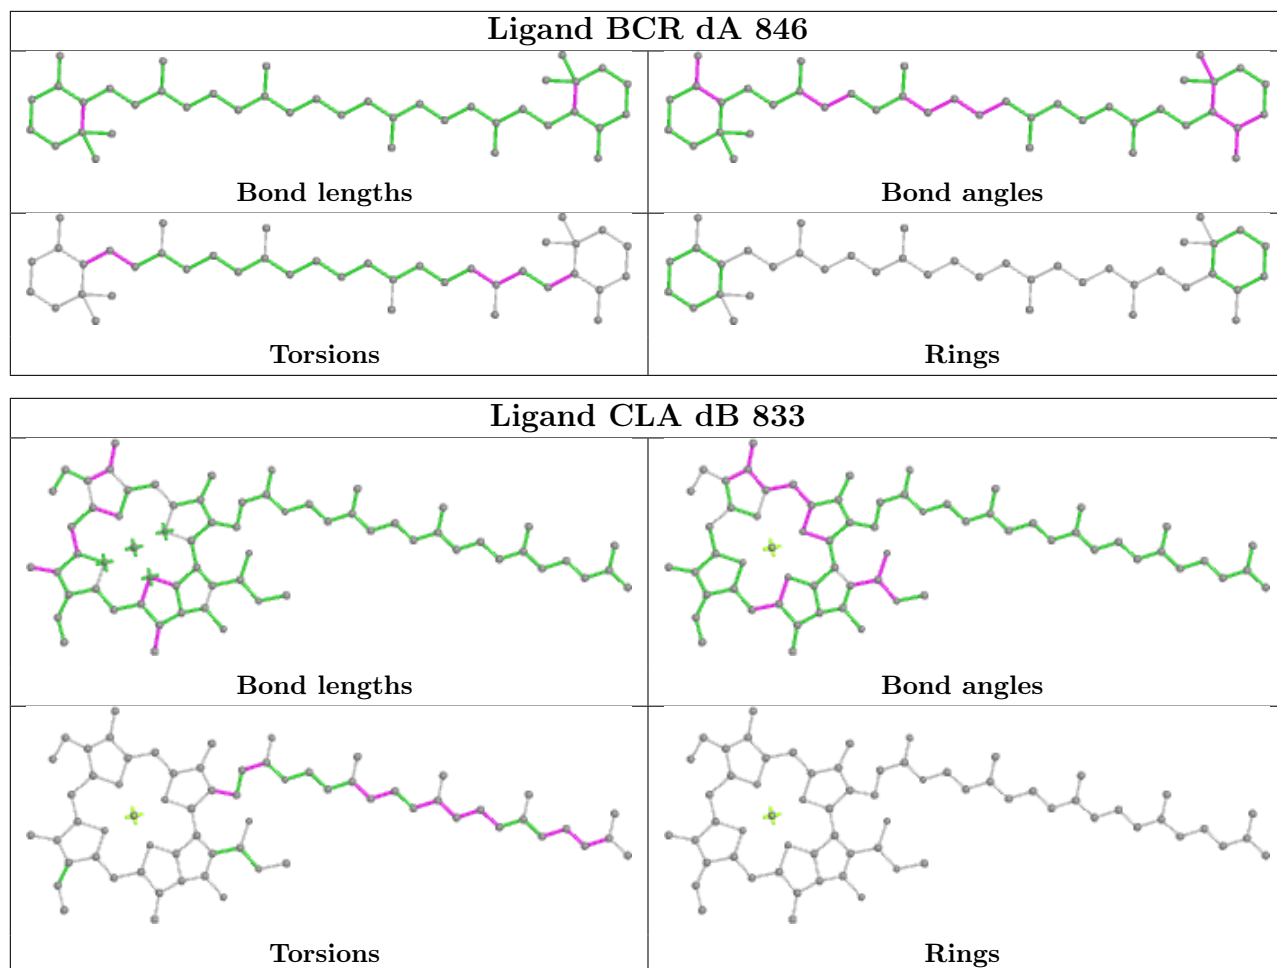 Ligand BCR dA 846
Bond lengths
Bond angles
Torsions
Rings
Ligand CLA dB 833
Bond lengths
Bond angles
Torsions
Rings